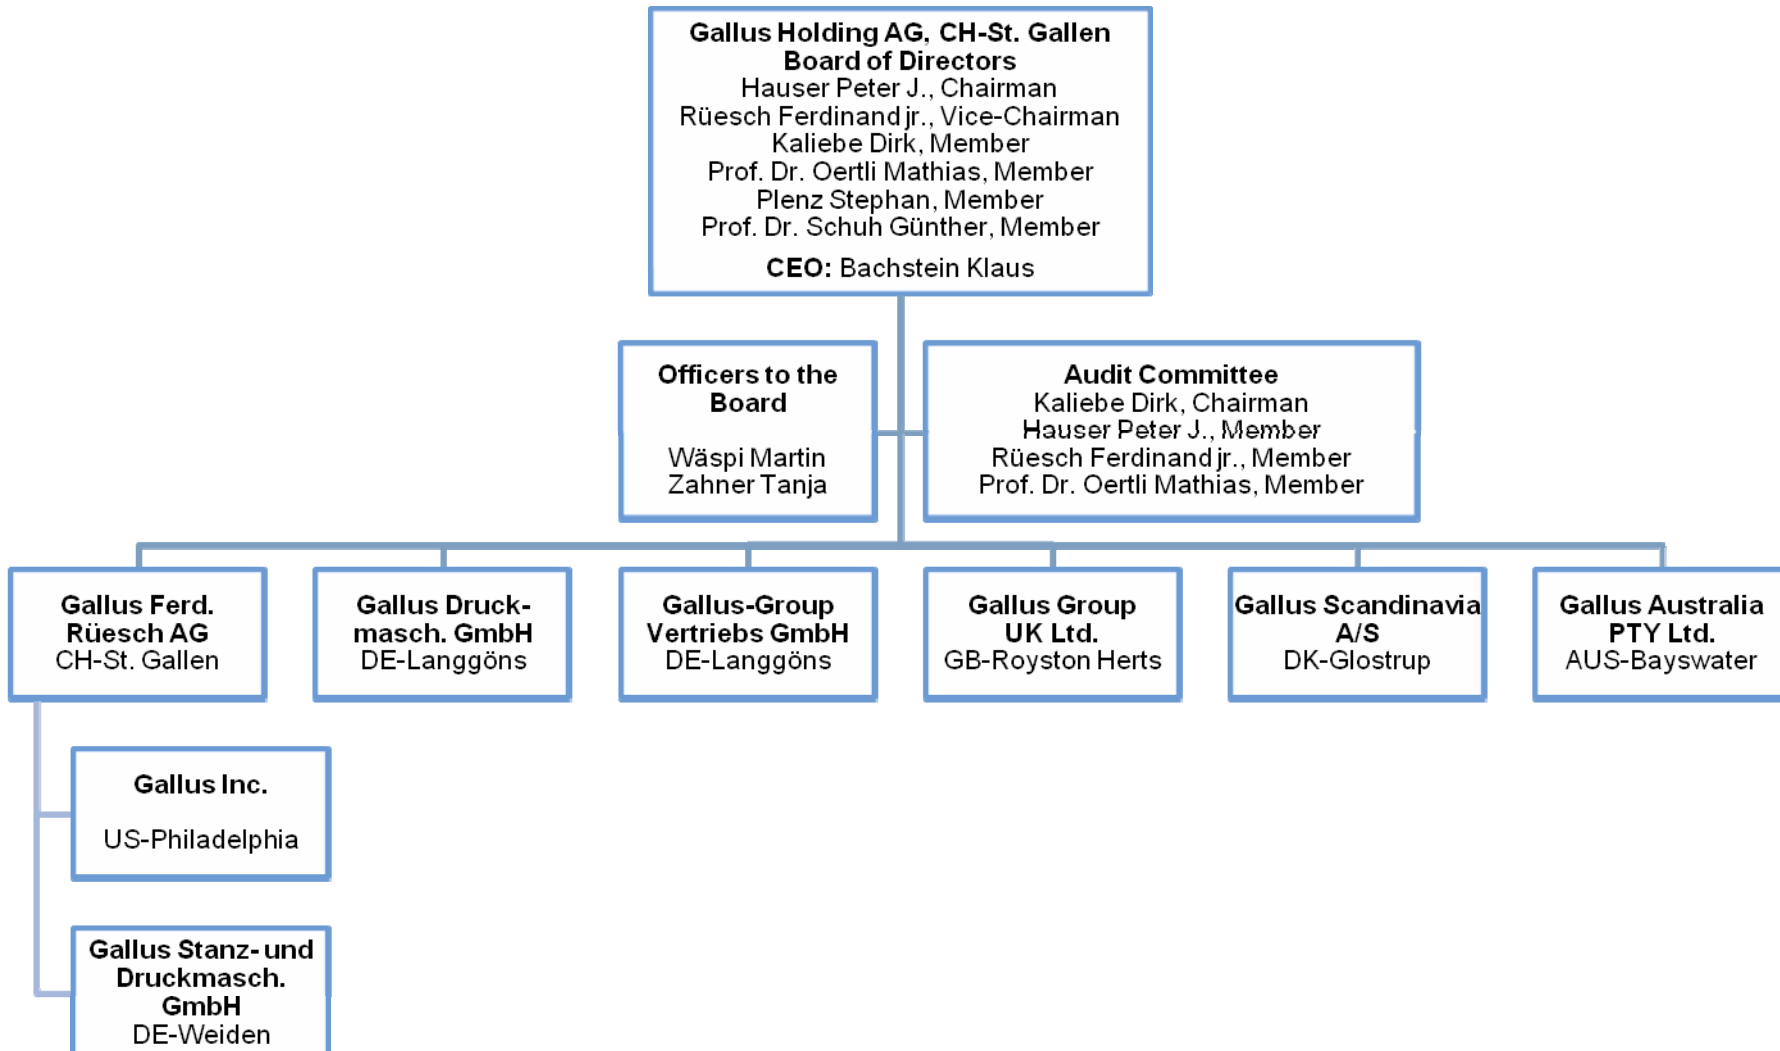 Gallus Holding AG, CH-St. Gallen
Board of Directors
Hauser Peter J., Chairman
Rüesch Ferdinand jr., Vice-Chairman
Kaliebe Dirk, Member
Prof. Dr. Oertli Mathias, Member
Plenz Stephan, Member
Prof. Dr. Schuh Günther, Member
CEO: Bachstein Klaus
Officers to the
Board
Wäspi Martin
Zahner Tanja
Audit Committee
Kaliebe Dirk, Chairman
Hauser Peter J., Member
Rüesch Ferdinand jr., Member
Prof. Dr. Oertli Mathias, Member
Gallus Ferd.
Rüesch AG
CH-St. Gallen
Gallus Druck-
masch. GmbH
DE-Langgöns
Gallus-Group
Vertriebs GmbH
DE-Langgöns
Gallus Group
UK Ltd.
GB-Royston Herts
Gallus Scandinavia
A/S
DK-Glostrup
Gallus Australia
PTY Ltd.
AUS-Bayswater
Gallus Inc.
US-Philadelphia
Gallus Stanz- und
Druckmasch.
GmbH
DE-Weiden